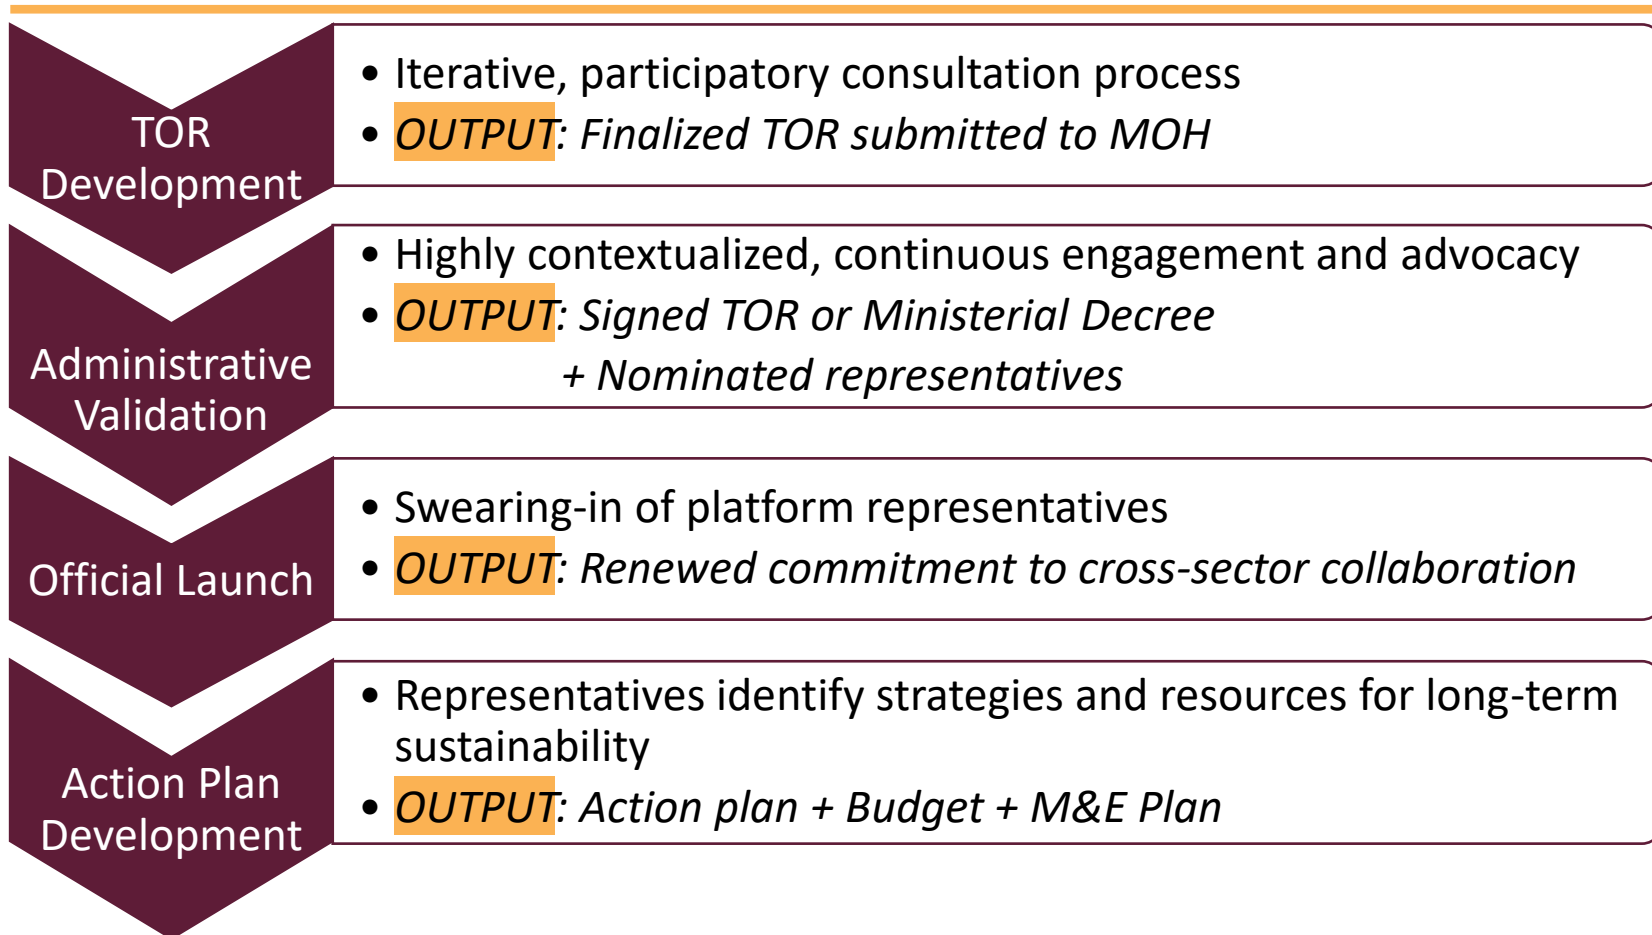 TOR
Development
• Iterative, participatory consultation process
• OUTPUT: Finalized TOR submitted to MOH
Administrative
Validation
• Highly contextualized, continuous engagement and advocacy
• OUTPUT: Signed TOR or Ministerial Decree
+ Nominated representatives
Official Launch
• Swearing-in of platform representatives
• OUTPUT: Renewed commitment to cross-sector collaboration
Action Plan
Development
• Representatives identify strategies and resources for long-term
sustainability
• OUTPUT: Action plan + Budget + M&E Plan